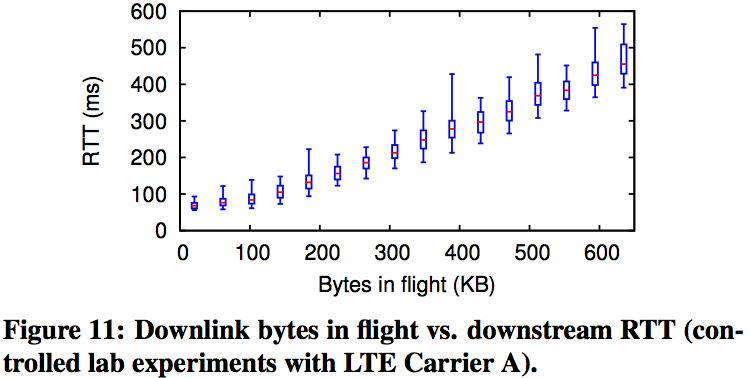 600
500
400
300
200
100
0
RTT (ms)
0 100 200 300 400 500 600
Bytes in flight (KB)
Figure 11: Downlink bytes in flight vs. downstream RTT (con-
trolled lab experiments with LTE Carrier A).